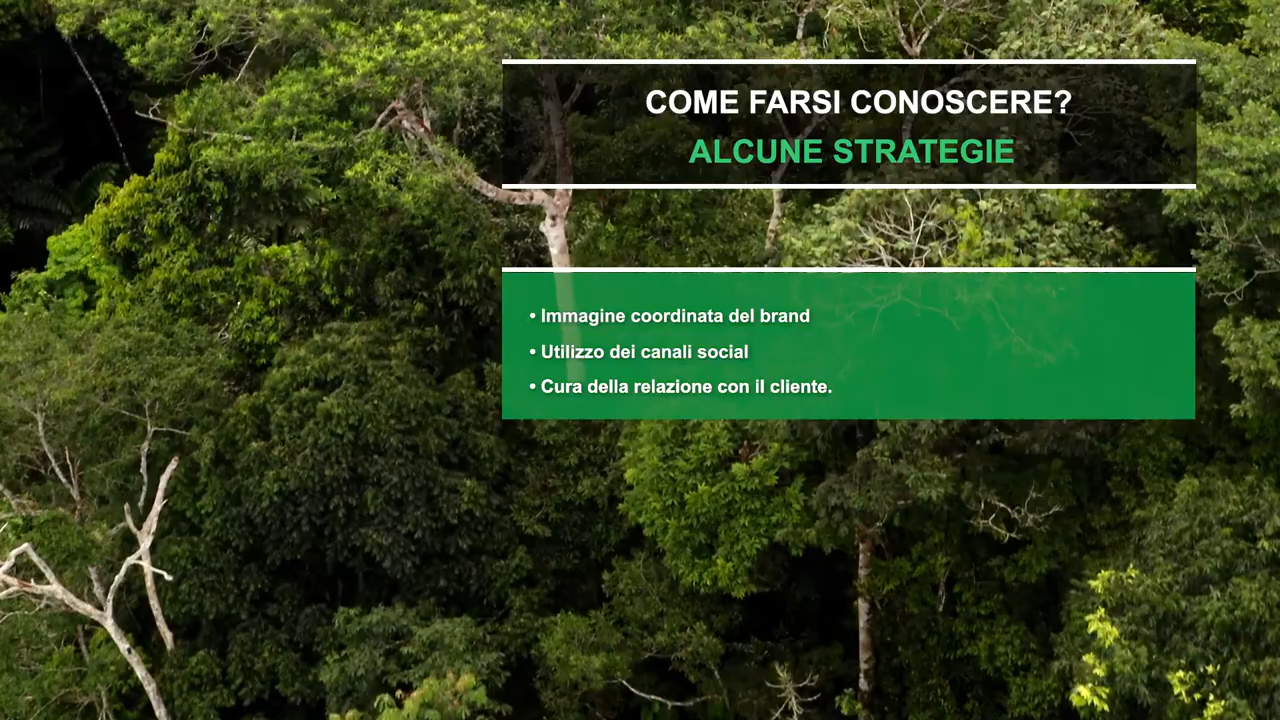 COME FARSI CONOSCERE?
ALCUNE STRATEGIE
• Immagine coordinata del brand
• Utilizzo dei canali social
• Cura della relazione con il cliente.